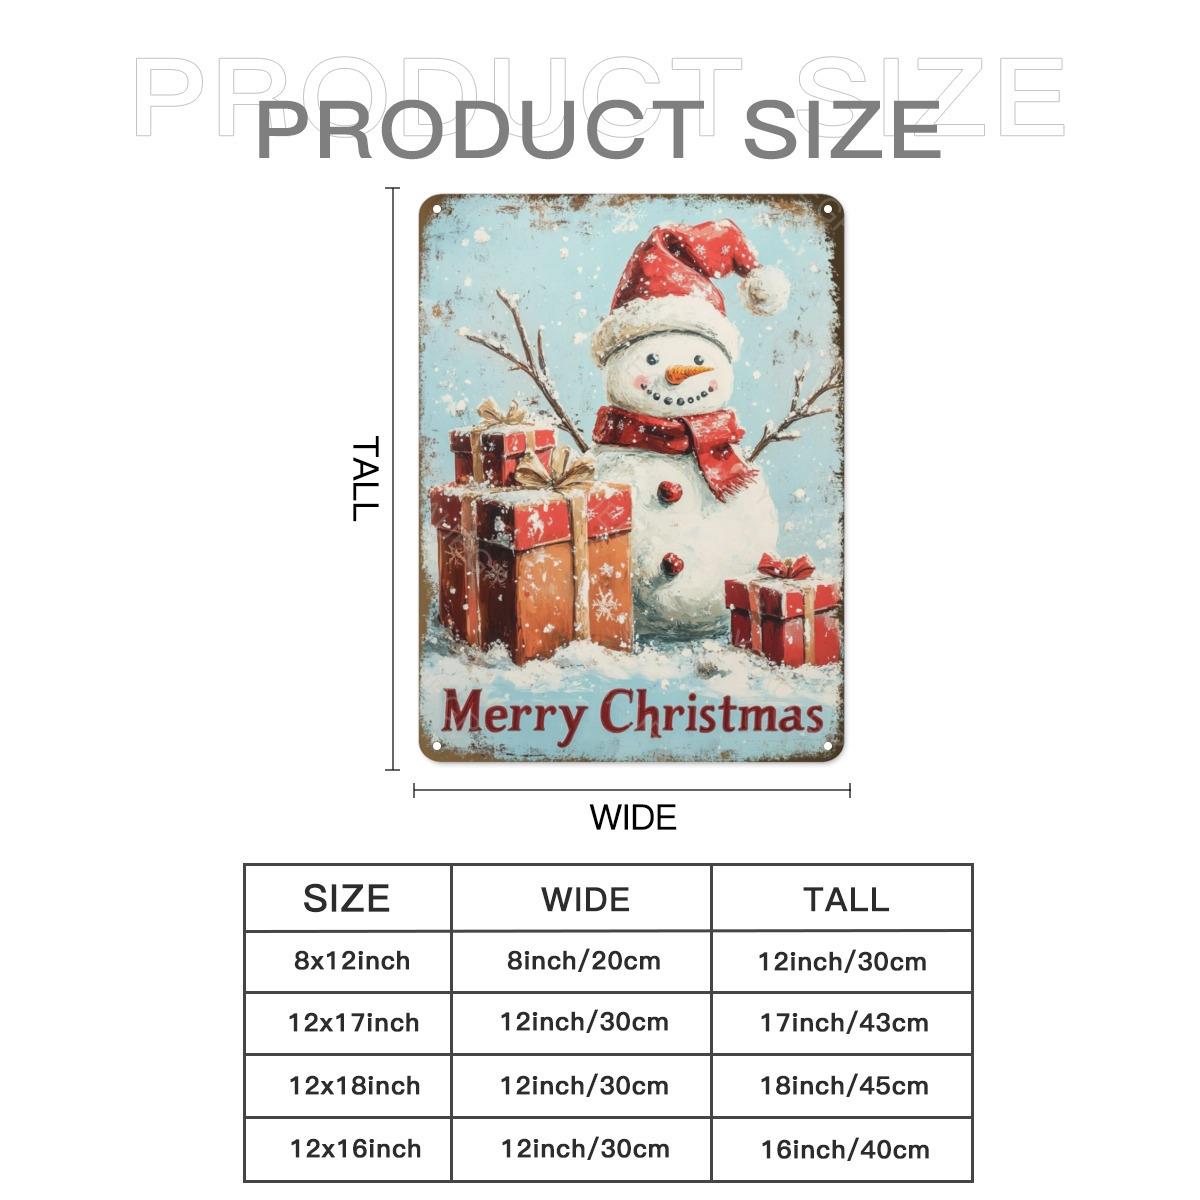 PRODUCT SIZE
PRODUCT SIZE
TALL
Merry Christmas
WIDE
SIZE WIDE TALL
8x12inch 8inch/20cm 12inch/30cm
12x17inch 12inch/30cm 17inch/43cm
12x18inch 12inch/30cm 18inch/45cm
12x16inch 12inch/30cm 16inch/40cm